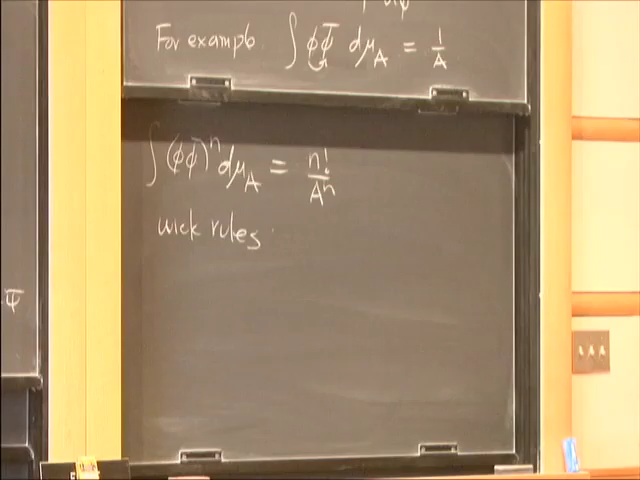 For example ∫ ϕϕ̄ dμ_A = 1/A
∫ (ϕϕ̄)^n dμ_A = n!/A^n
wick rules
Ψ̄